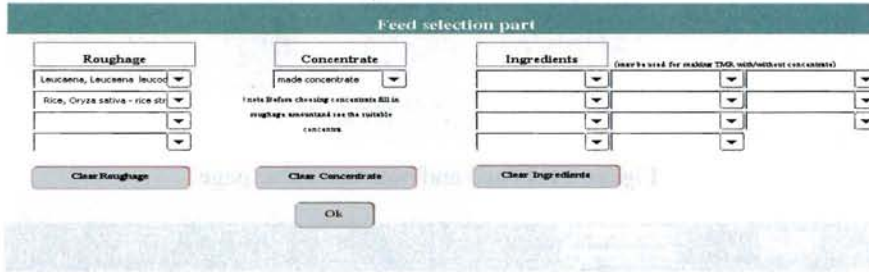 Feed selection part
Roughage
Concentrate
Ingredients
(may be used for making TMR with/without concentrate)
Leucaena, Leucaena leucod
made concentrate
Rice, Oryza sativa - rice str
! note Before choosing concentrate fill in
roughage amount and see the suitable
concentra
Clear Roughage
Clear Concentrate
Clear Ingredients
Ok